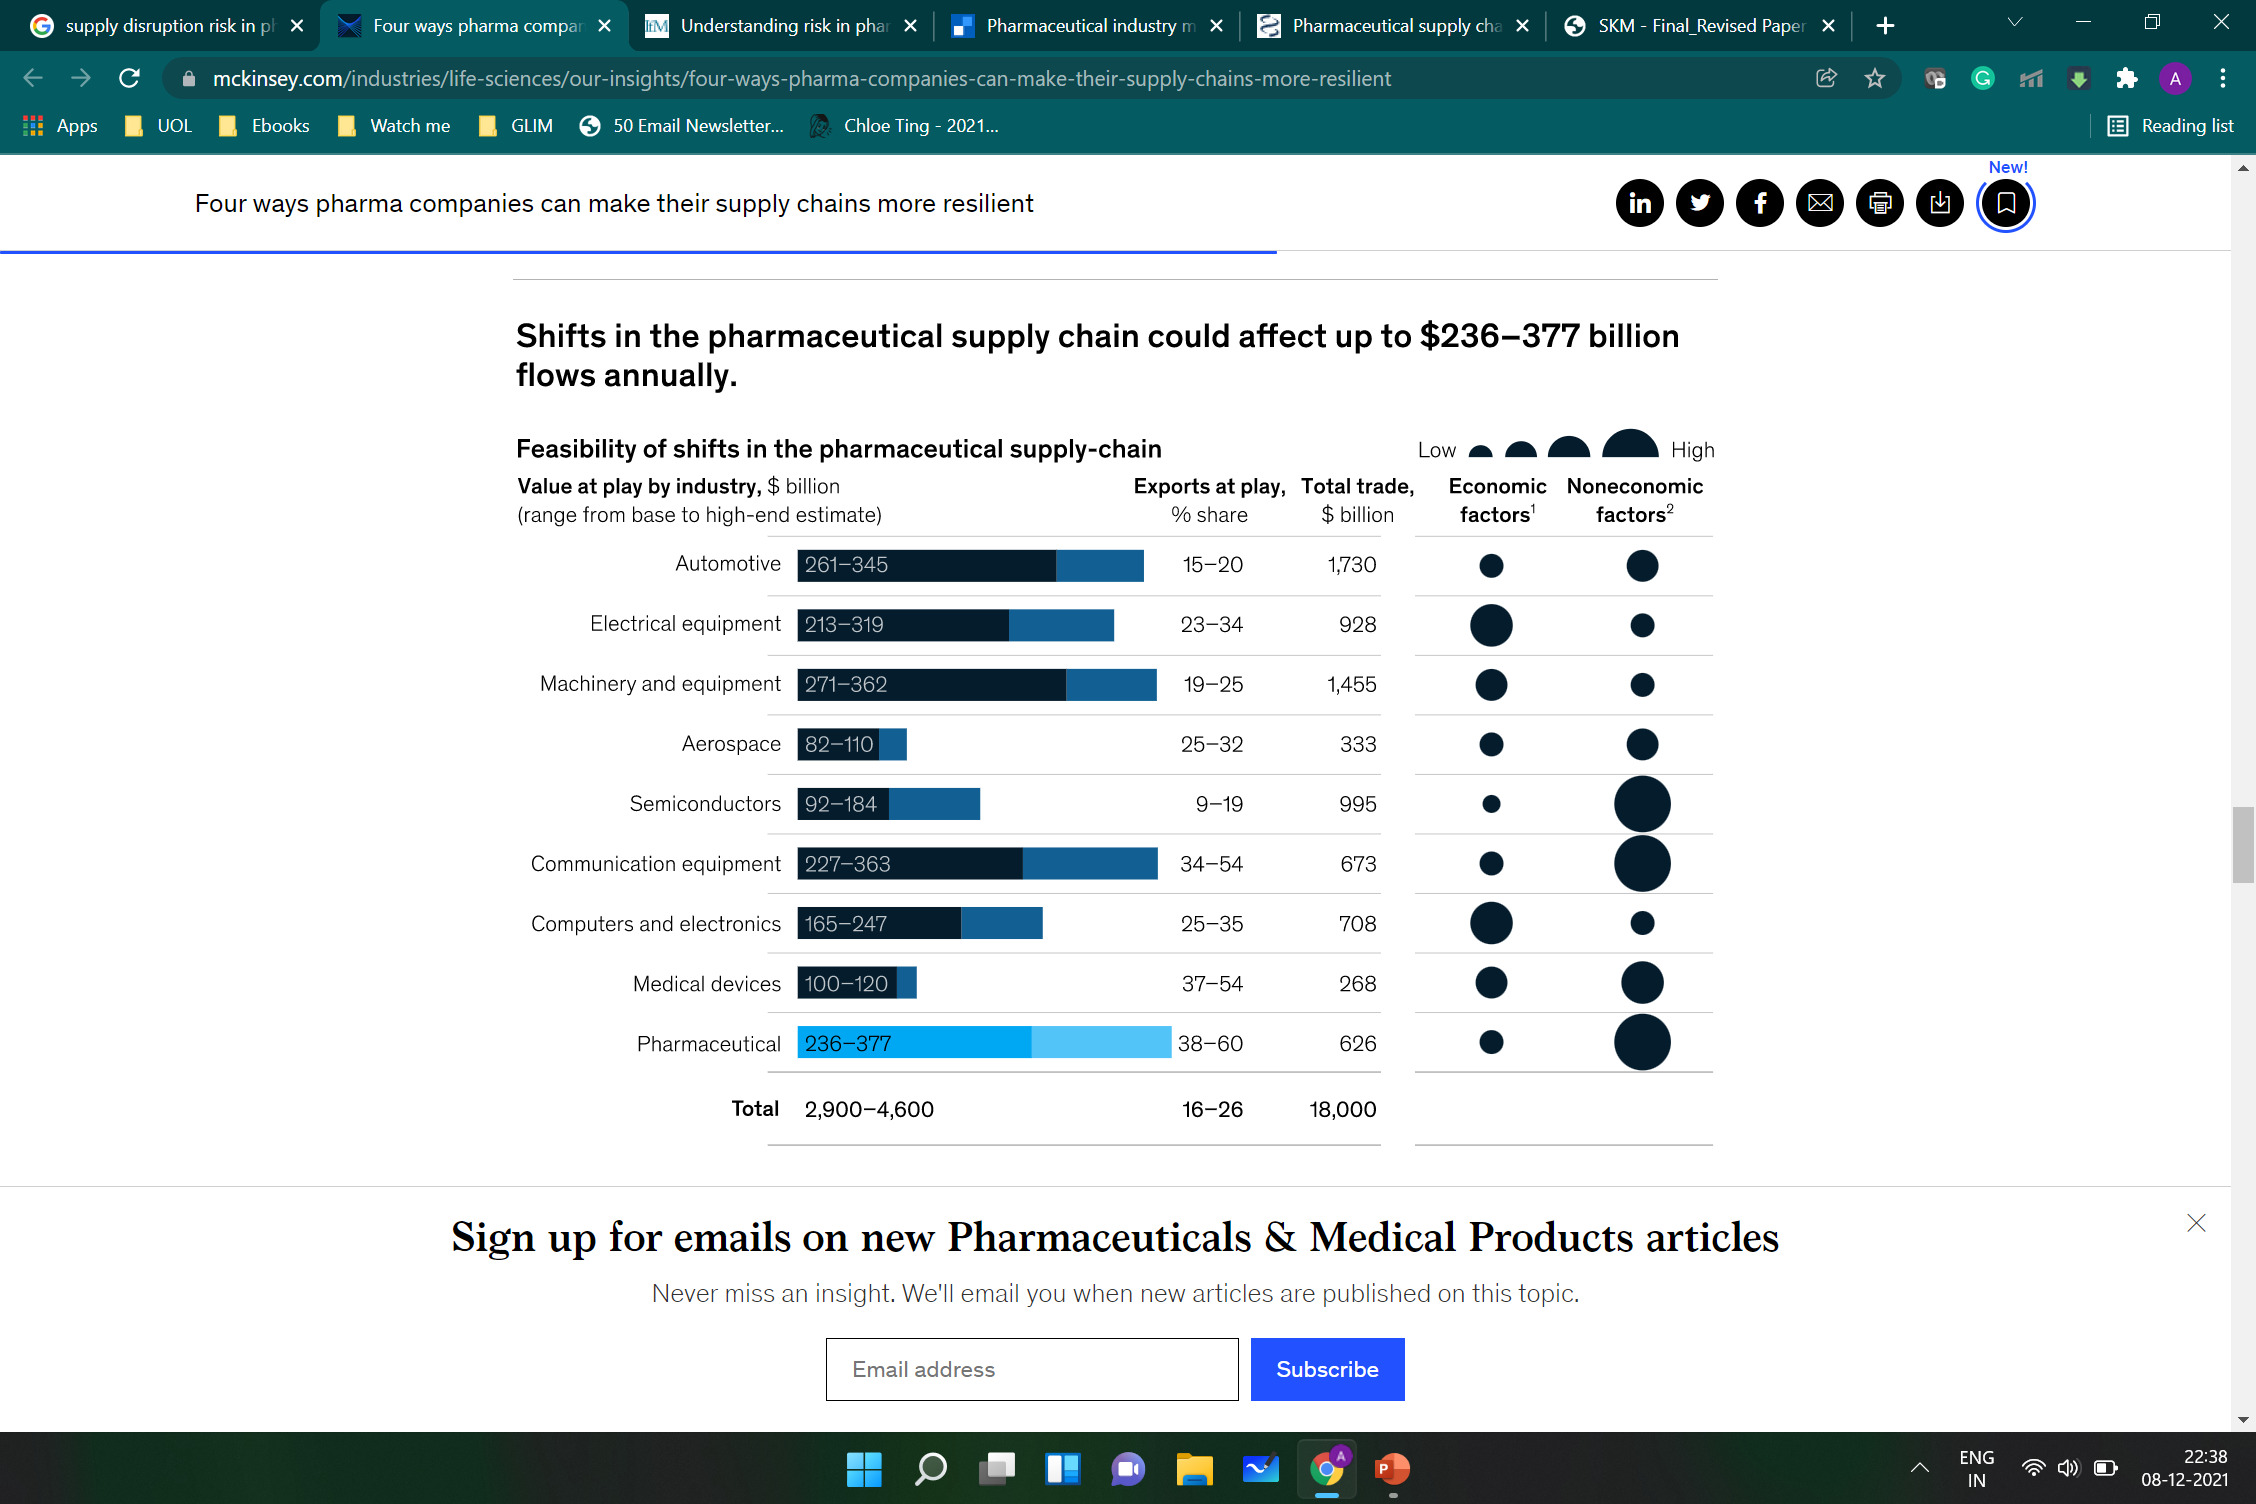 supply disruption risk in ph
Four ways pharma compan
IfM Understanding risk in phar
Pharmaceutical industry m
Pharmaceutical supply cha
SKM - Final_Revised Paper
mckinsey.com/industries/life-sciences/our-insights/four-ways-pharma-companies-can-make-their-supply-chains-more-resilient
A
Apps UOL Ebooks Watch me GLIM 50 Email Newsletter... Chloe Ting - 2021... Reading list
New!
Four ways pharma companies can make their supply chains more resilient
Shifts in the pharmaceutical supply chain could affect up to $236–377 billion
flows annually.
Feasibility of shifts in the pharmaceutical supply-chain Low High
Value at play by industry, $ billion Exports at play, Total trade, Economic Noneconomic
(range from base to high-end estimate) % share $ billion factors¹ factors²
Automotive 261–345 15–20 1,730
Electrical equipment 213–319 23–34 928
Machinery and equipment 271–362 19–25 1,455
Aerospace 82–110 25–32 333
Semiconductors 92–184 9–19 995
Communication equipment 227–363 34–54 673
Computers and electronics 165–247 25–35 708
Medical devices 100–120 37–54 268
Pharmaceutical 236–377 38–60 626
Total 2,900–4,600 16–26 18,000
Sign up for emails on new Pharmaceuticals & Medical Products articles
Never miss an insight. We'll email you when new articles are published on this topic.
Email address Subscribe
ENG 22:38
IN 08-12-2021